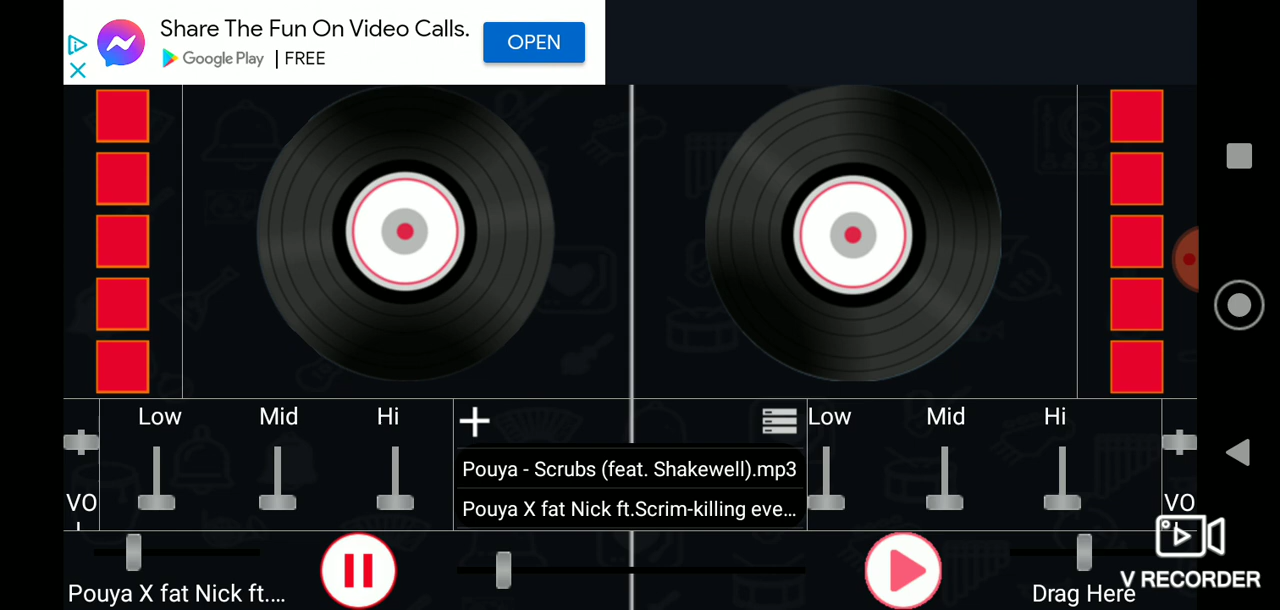 Share The Fun On Video Calls.
Google Play | FREE
OPEN
Low Mid Hi
Low Mid Hi
Pouya - Scrubs (feat. Shakewell).mp3
Pouya X fat Nick ft.Scrim-killing eve...
VO
VO
Pouya X fat Nick ft....
Drag Here
V RECORDER